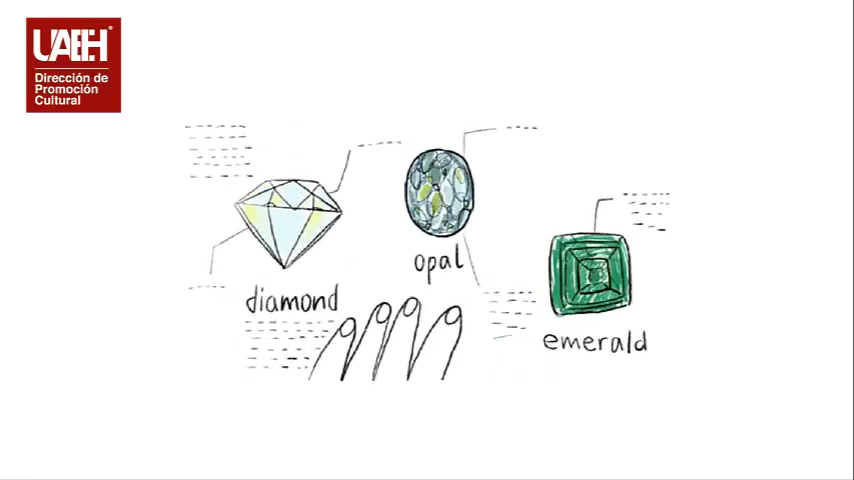 UAEH
Dirección de
Promoción
Cultural
diamond
opal
emerald